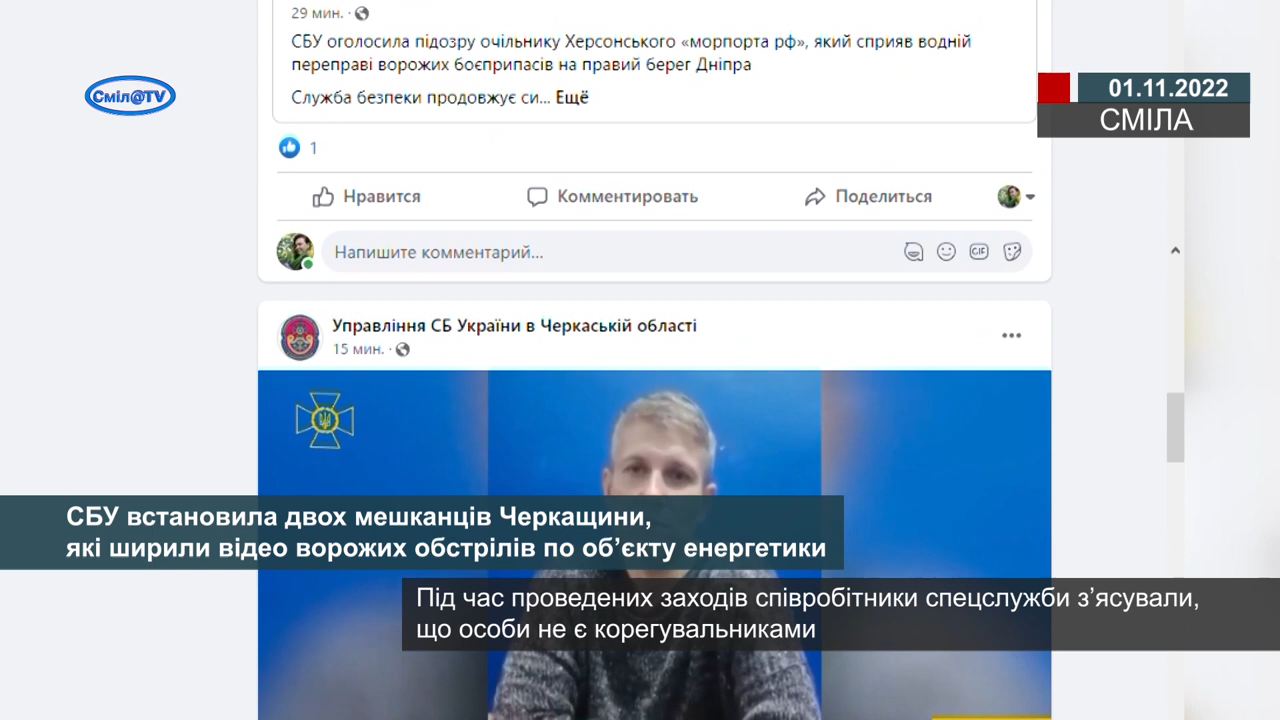 29 мин. ·
СБУ оголосила підозру очільнику Херсонського «морпорта рф», який сприяв водній
переправі ворожих боєприпасів на правий берег Дніпра
Служба безпеки продовжує си... Ещё
Сміл@TV
01.11.2022
СМІЛА
1
Нравится
Комментировать
Поделиться
Напишите комментарий...
GIF
Управління СБ України в Черкаській області
15 мин. ·
СБУ встановила двох мешканців Черкащини,
які ширили відео ворожих обстрілів по об’єкту енергетики
Під час проведених заходів співробітники спецслужби з’ясували,
що особи не є корегувальниками